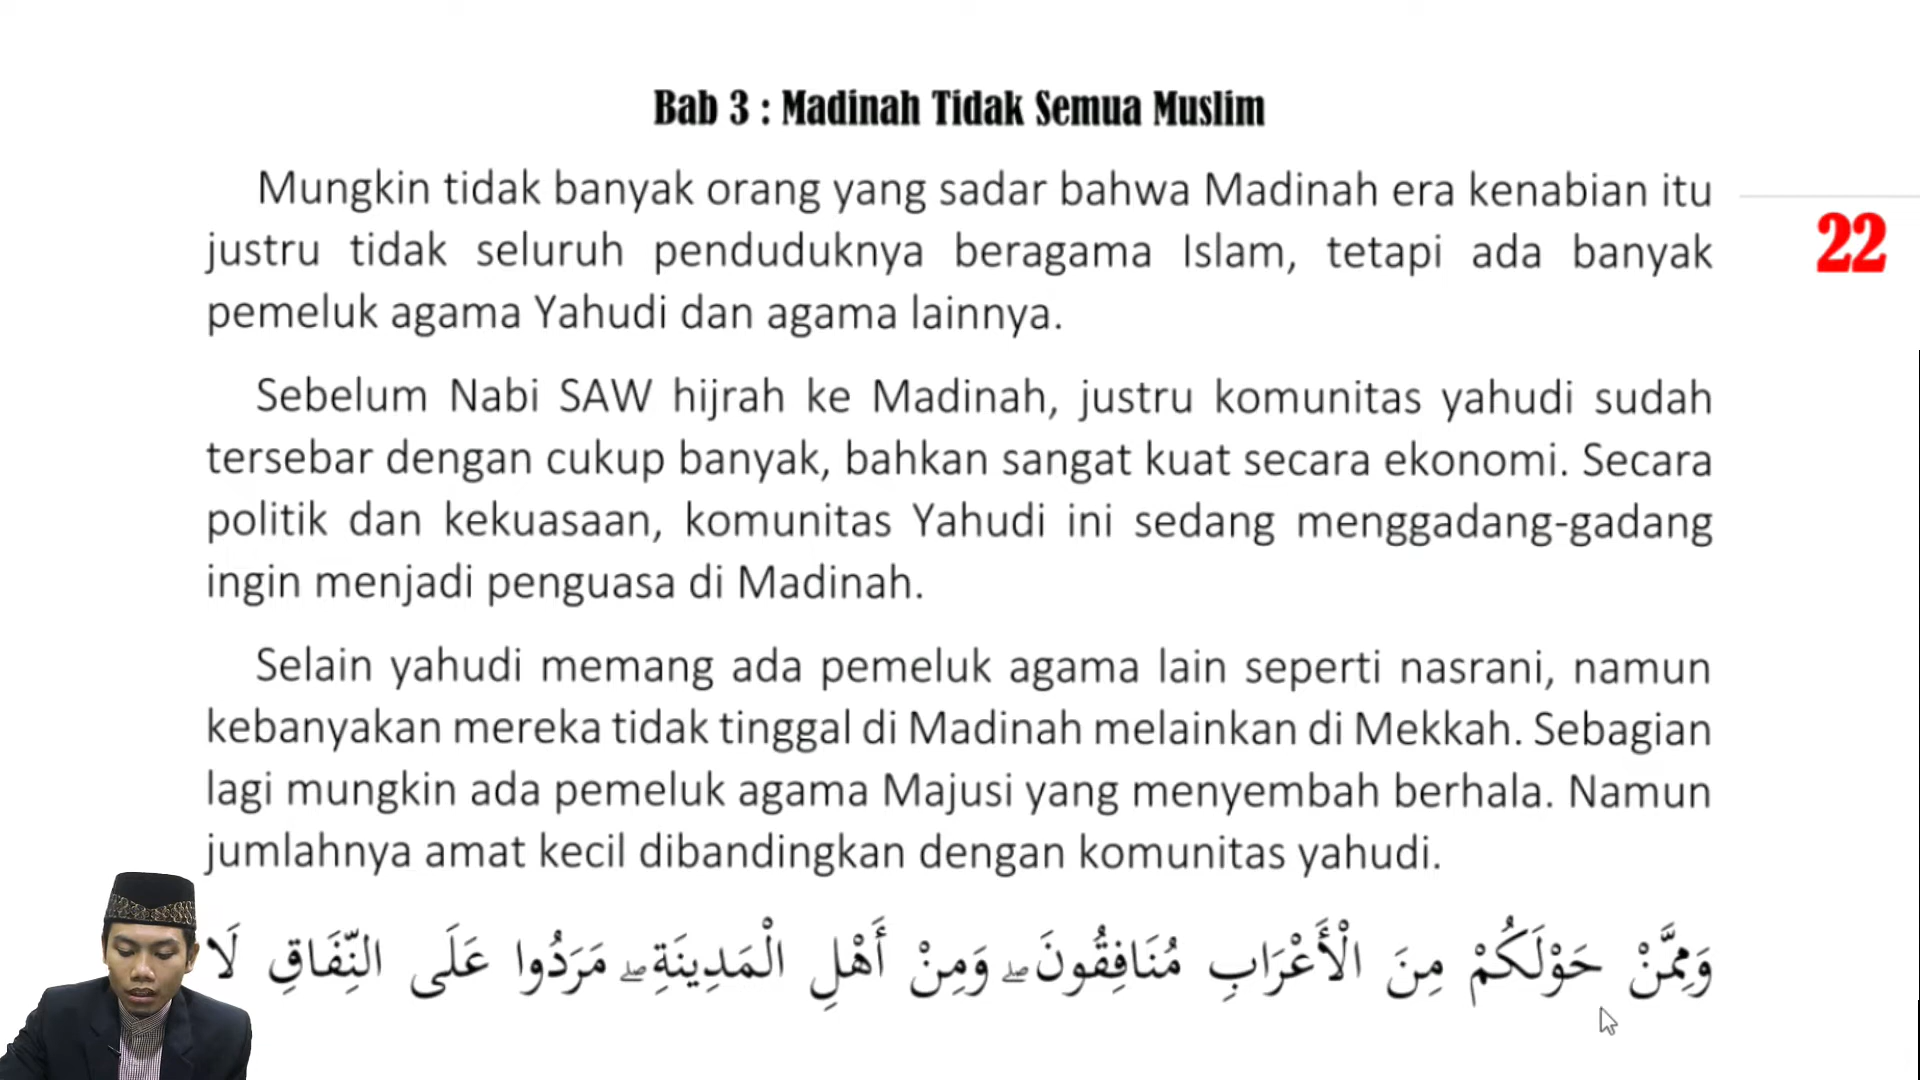 Bab 3 : Madinah Tidak Semua Muslim
Mungkin tidak banyak orang yang sadar bahwa Madinah era kenabian itu
justru tidak seluruh penduduknya beragama Islam, tetapi ada banyak
pemeluk agama Yahudi dan agama lainnya.
22
Sebelum Nabi SAW hijrah ke Madinah, justru komunitas yahudi sudah
tersebar dengan cukup banyak, bahkan sangat kuat secara ekonomi. Secara
politik dan kekuasaan, komunitas Yahudi ini sedang menggadang-gadang
ingin menjadi penguasa di Madinah.
Selain yahudi memang ada pemeluk agama lain seperti nasrani, namun
kebanyakan mereka tidak tinggal di Madinah melainkan di Mekkah. Sebagian
lagi mungkin ada pemeluk agama Majusi yang menyembah berhala. Namun
jumlahnya amat kecil dibandingkan dengan komunitas yahudi.
وَمِمَّنْ حَوْلَكُمْ مِنَ الْأَعْرَابِ مُنَافِقُونَ ۖ وَمِنْ أَهْلِ الْمَدِينَةِ ۖ مَرَدُوا عَلَى النِّفَاقِ لَا